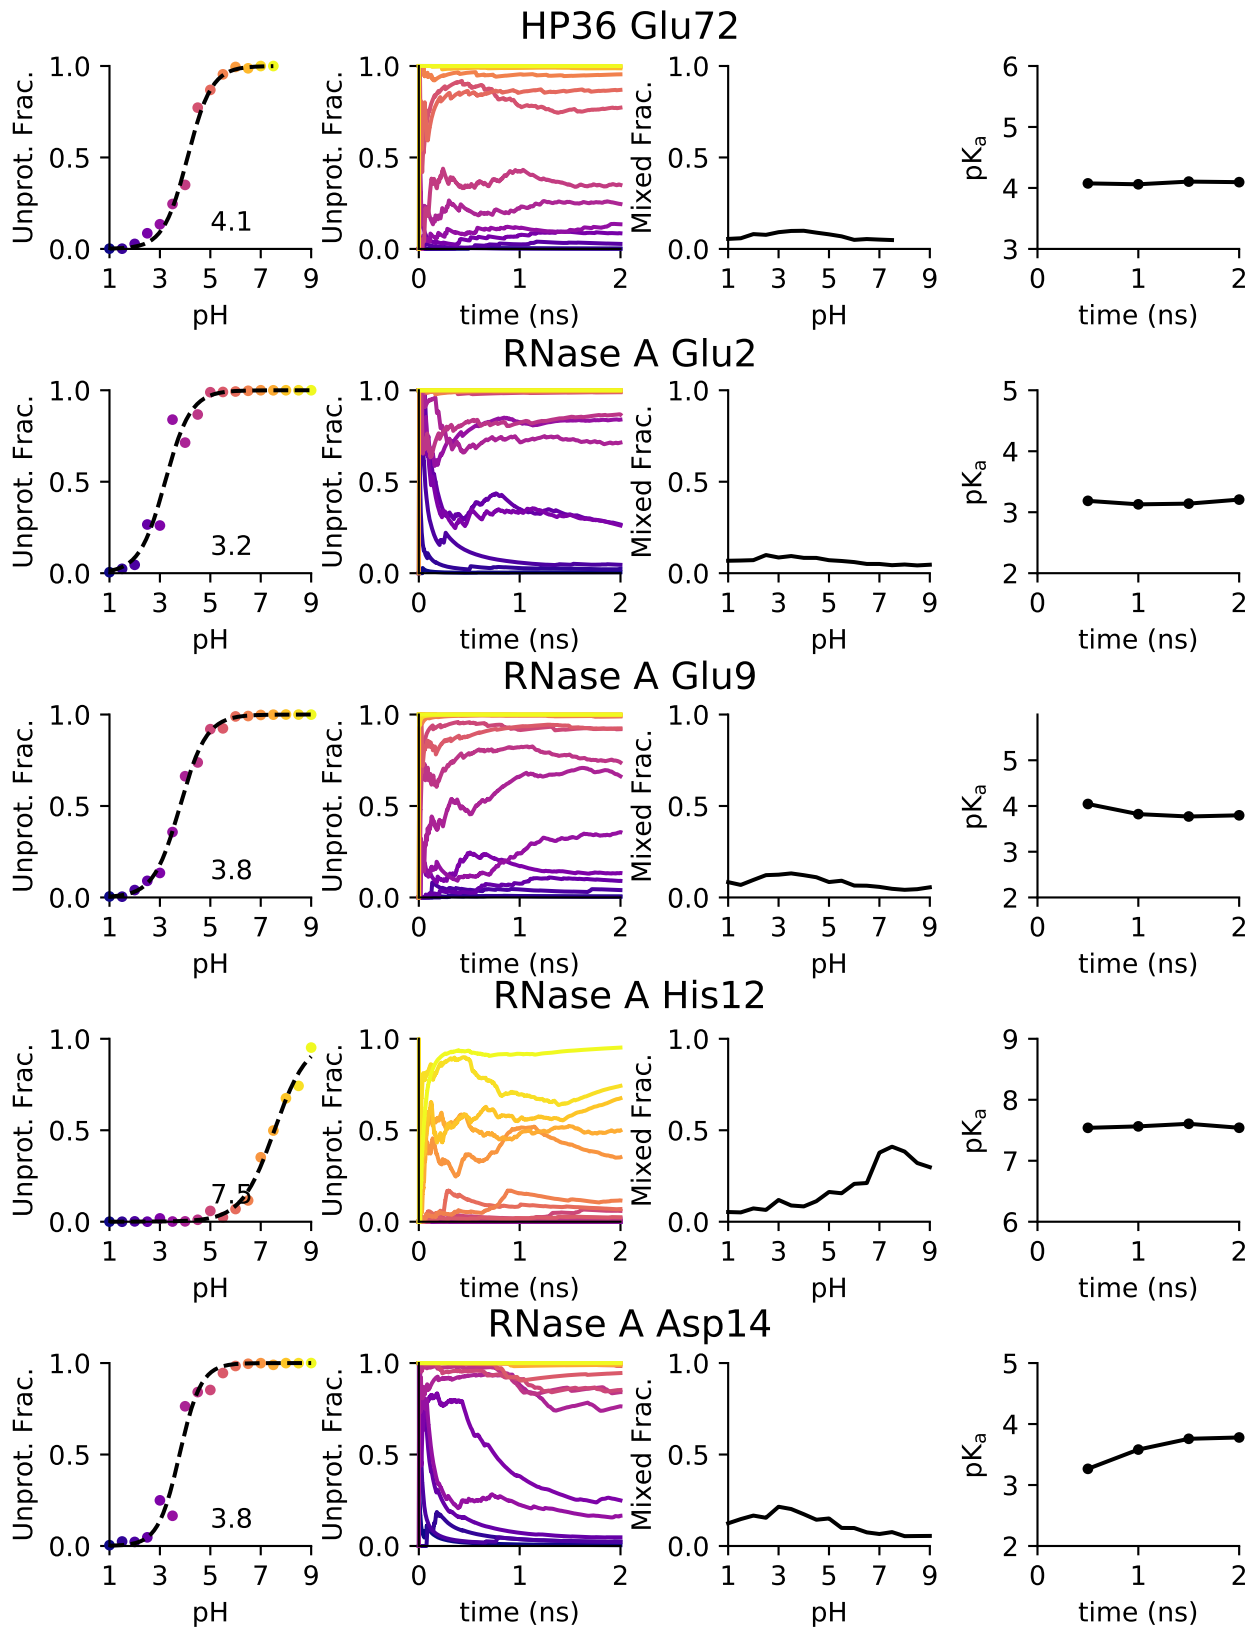 HP36 Glu72
Unprot. Frac.
1.0
0.5
0.0
4.1
1 3 5 7 9
pH
Unprot. Frac.
1.0
0.5
0.0
0 1 2
time (ns)
Mixed Frac.
1.0
0.5
0.0
1 3 5 7 9
pH
pKa
6
5
4
3
0 1 2
time (ns)
RNase A Glu2
Unprot. Frac.
1.0
0.5
0.0
3.2
1 3 5 7 9
pH
Unprot. Frac.
1.0
0.5
0.0
0 1 2
time (ns)
Mixed Frac.
1.0
0.5
0.0
1 3 5 7 9
pH
pKa
5
4
3
2
0 1 2
time (ns)
RNase A Glu9
Unprot. Frac.
1.0
0.5
0.0
3.8
1 3 5 7 9
pH
Unprot. Frac.
1.0
0.5
0.0
0 1 2
time (ns)
Mixed Frac.
1.0
0.5
0.0
1 3 5 7 9
pH
pKa
5
4
3
2
0 1 2
time (ns)
RNase A His12
Unprot. Frac.
1.0
0.5
0.0
7.5
1 3 5 7 9
pH
Unprot. Frac.
1.0
0.5
0.0
0 1 2
time (ns)
Mixed Frac.
1.0
0.5
0.0
1 3 5 7 9
pH
pKa
9
8
7
6
0 1 2
time (ns)
RNase A Asp14
Unprot. Frac.
1.0
0.5
0.0
3.8
1 3 5 7 9
pH
Unprot. Frac.
1.0
0.5
0.0
0 1 2
time (ns)
Mixed Frac.
1.0
0.5
0.0
1 3 5 7 9
pH
pKa
5
4
3
2
0 1 2
time (ns)